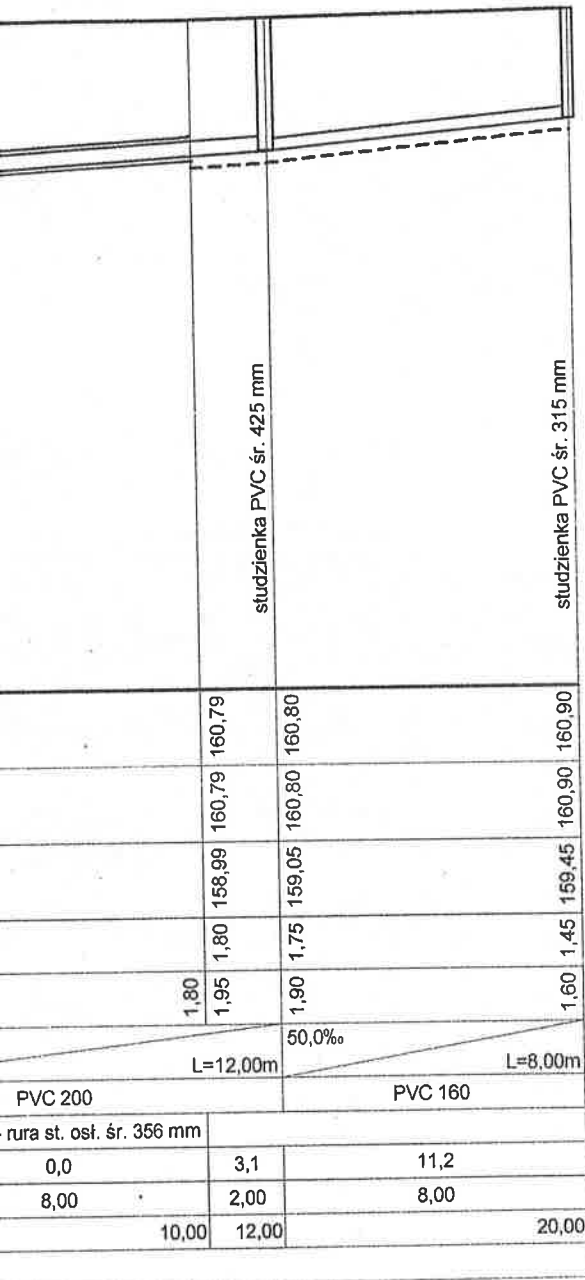 studzienka PVC śr. 425 mm
studzienka PVC śr. 315 mm
160,79 160,80 160,90
160,79 160,80 160,90
158,99 159,05 159,45
1,80 1,75 1,45
1,80 1,95 1,90 1,60
50,0‰
L=12,00m L=8,00m
PVC 200 PVC 160
rura st. osł. śr. 356 mm
0,0 3,1 11,2
8,00 2,00 8,00
10,00 12,00 20,00